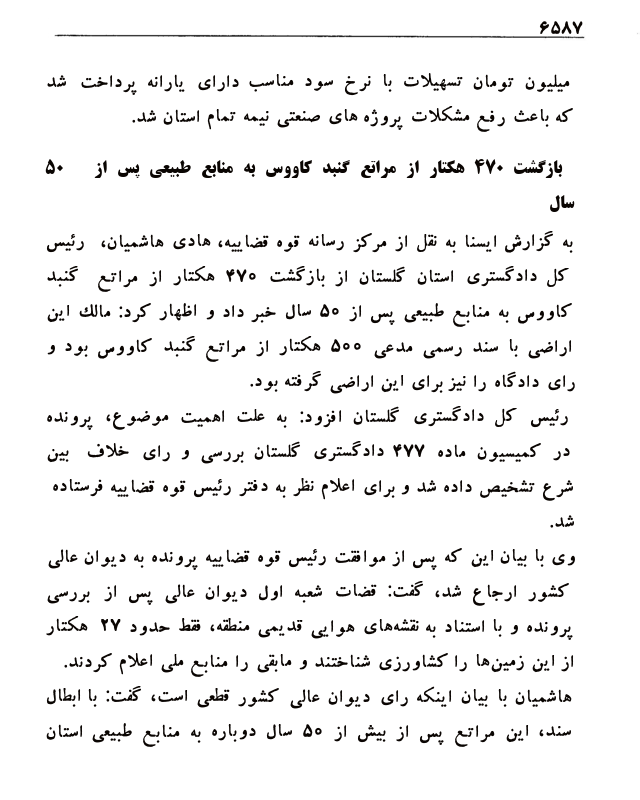 ۶۵۸۷
میلیون تومان تسهیلات با نرخ سود مناسب دارای یارانه پرداخت شد
که باعث رفع مشکلات پروژه های صنعتی نیمه تمام استان شد.
بازگشت ۴۷۰ هکتار از مراتع گنبد کاووس به منابع طبیعی پس از ۵۰
سال
به گزارش ایسنا به نقل از مرکز رسانه قوه قضاییه، هادی هاشمیان، رئیس
کل دادگستری استان گلستان از بازگشت ۴۷۰ هکتار از مراتع گنبد
کاووس به منابع طبیعی پس از ۵۰ سال خبر داد و اظهار کرد: مالك این
اراضی با سند رسمی مدعی ۵۰۰ هکتار از مراتع گنبد کاووس بود و
رای دادگاه را نیز برای این اراضی گرفته بود.
رئیس کل دادگستری گلستان افزود: به علت اهمیت موضوع، پرونده
در کمیسیون ماده ۴۷۷ دادگستری گلستان بررسی و رای خلاف بین
شرع تشخیص داده شد و برای اعلام نظر به دفتر رئیس قوه قضاییه فرستاده
شد.
وی با بیان این که پس از موافقت رئیس قوه قضاییه پرونده به دیوان عالی
کشور ارجاع شد، گفت: قضات شعبه اول دیوان عالی پس از بررسی
پرونده و با استناد به نقشه‌های هوایی قدیمی منطقه، فقط حدود ۲۷ هکتار
از این زمین‌ها را کشاورزی شناختند و مابقی را منابع ملی اعلام کردند.
هاشمیان با بیان اینکه رای دیوان عالی کشور قطعی است، گفت: با ابطال
سند، این مراتع پس از بیش از ۵۰ سال دوباره به منابع طبیعی استان